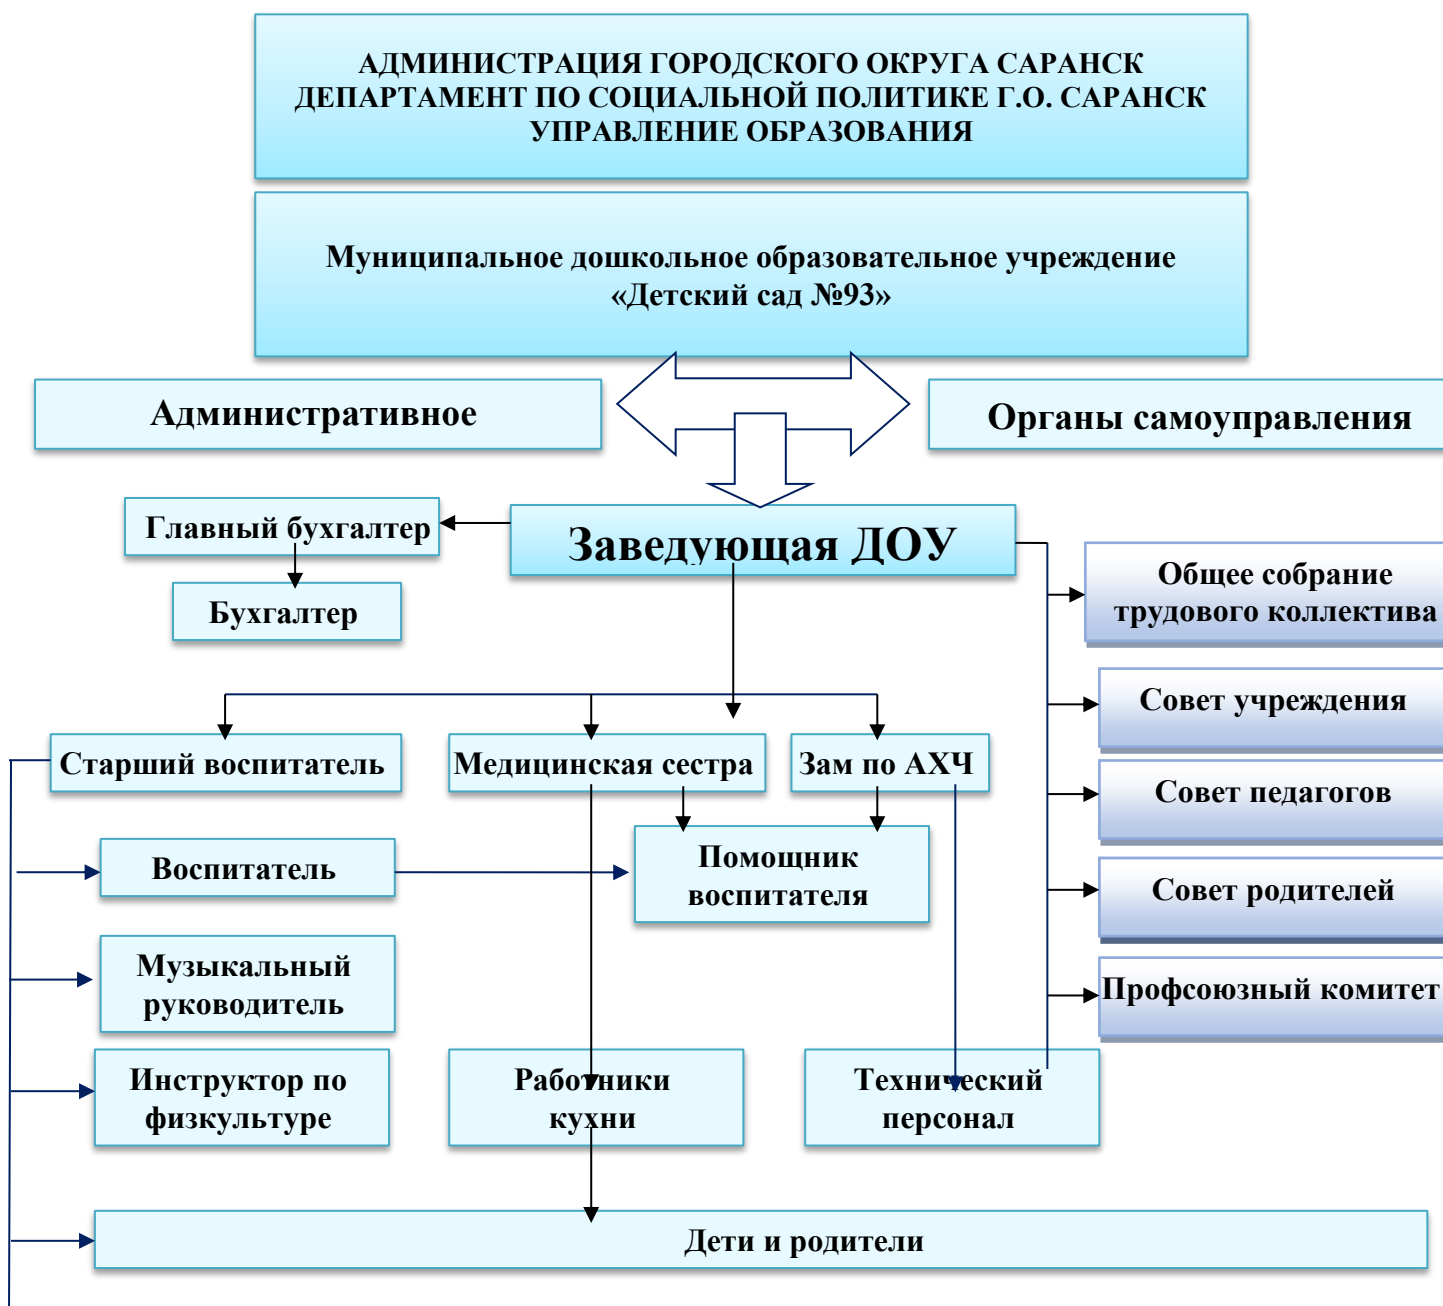 АДМИНИСТРАЦИЯ ГОРОДСКОГО ОКРУГА САРАНСК
ДЕПАРТАМЕНТ ПО СОЦИАЛЬНОЙ ПОЛИТИКЕ Г.О. САРАНСК
УПРАВЛЕНИЕ ОБРАЗОВАНИЯ
Муниципальное дошкольное образовательное учреждение
«Детский сад №93»
Административное
Органы самоуправления
Главный бухгалтер
Заведующая ДОУ
Бухгалтер
Общее собрание
трудового коллектива
Совет учреждения
Старший воспитатель
Медицинская сестра
Зам по АХЧ
Совет педагогов
Воспитатель
Помощник
воспитателя
Совет родителей
Музыкальный
руководитель
Профсоюзный комитет
Инструктор по
физкультуре
Работники
кухни
Технический
персонал
Дети и родители